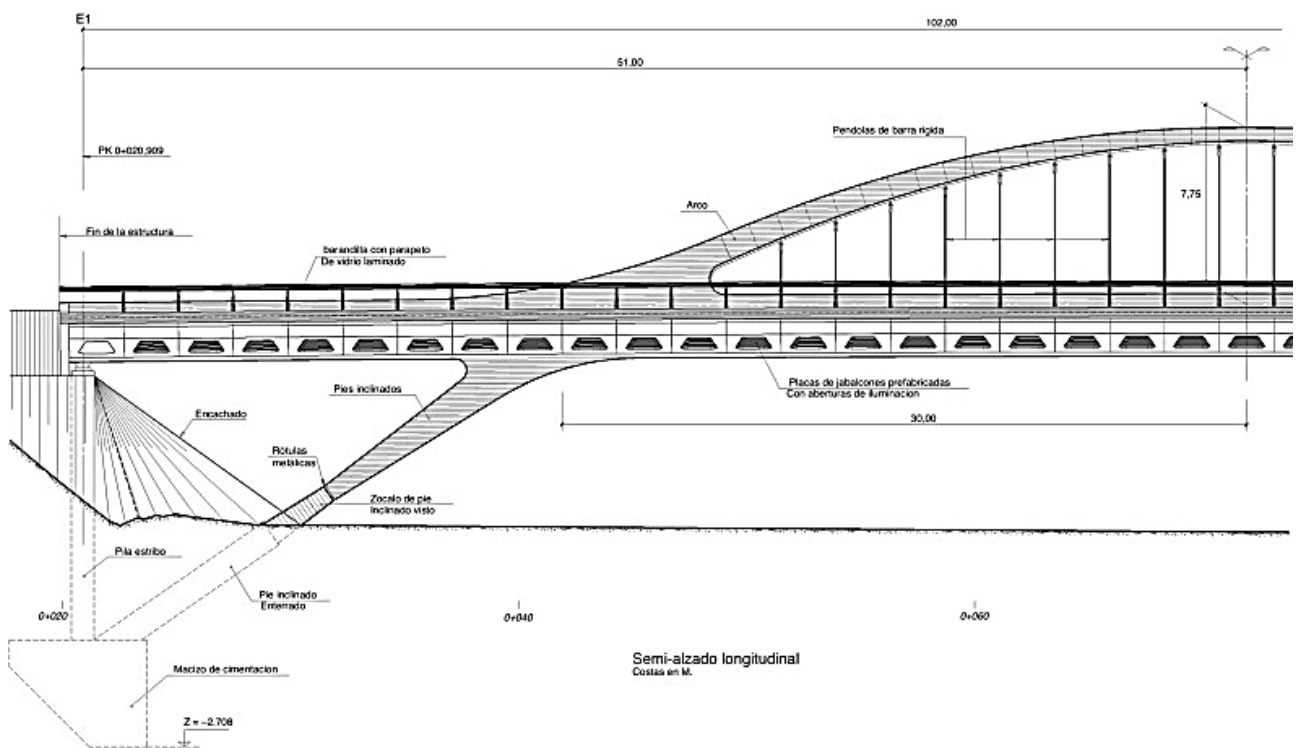 E1
102,00
51.00
Pendolas de barra rigida
PK 0+020,909
7,75
Arco
Fin de la estructura
barandilla con parapeto
De vidrio laminado
Placas de jabalcones prefabricadas
Con aberturas de iluminacion
Pies inclinados
Encachado
30,00
Rótulas
metálicas
Zocalo de pie
Inclinado visto
Pila estribo
Pie inclinado
Enterrado
0+020
0+040
0+060
Semi-alzado longitudinal
Costas en M.
Macizo de cimentacion
Z = -2.708